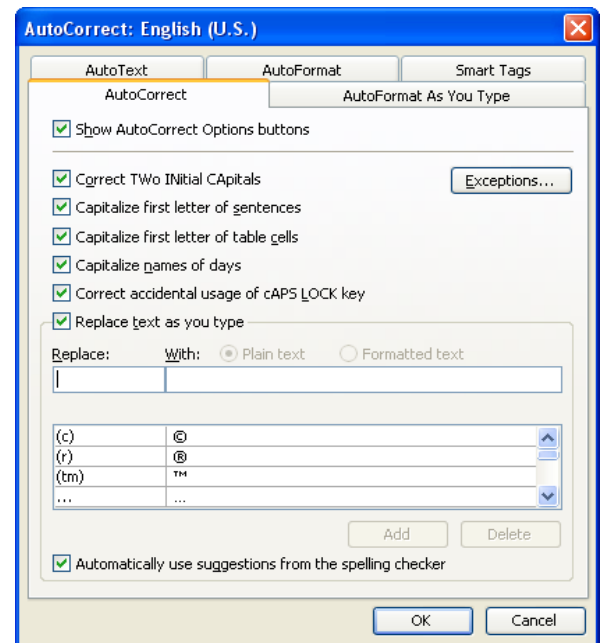 AutoCorrect: English (U.S.)
AutoText AutoFormat Smart Tags
AutoCorrect AutoFormat As You Type
Show AutoCorrect Options buttons
Correct TWo INitial CApitals Exceptions...
Capitalize first letter of sentences
Capitalize first letter of table cells
Capitalize names of days
Correct accidental usage of cAPS LOCK key
Replace text as you type
Replace: With: Plain text Formatted text
(c) ©
(r) ®
(tm) ™
... ...
Add Delete
Automatically use suggestions from the spelling checker
OK Cancel